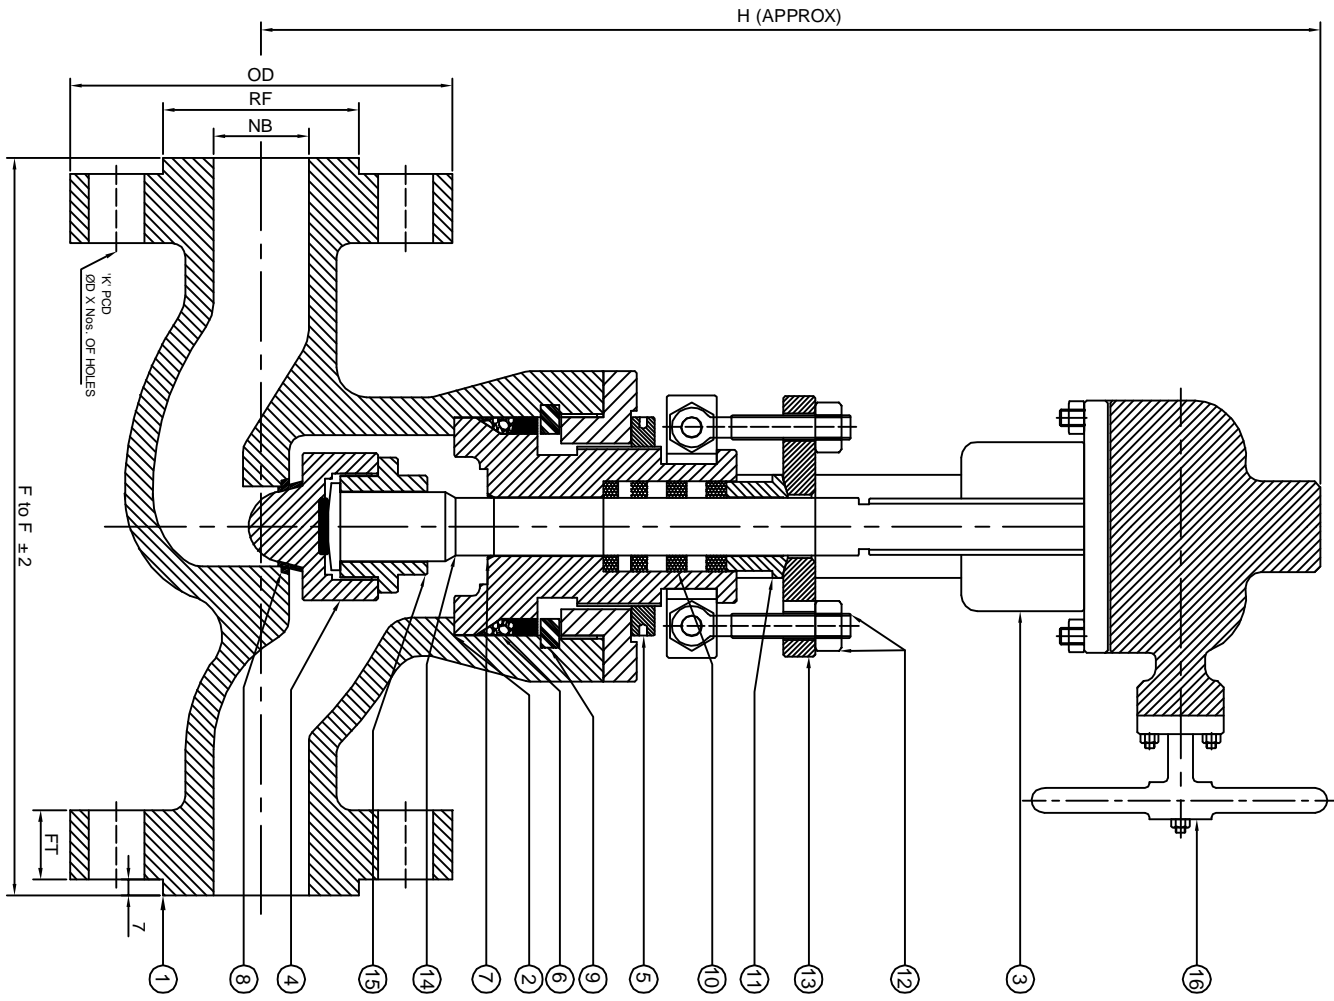 H (APPROX)
OD
RF
NB
'K' PCD
ØD X Nos. OF HOLES
F to F ± 2
FT
7
1
8
4
15
14
7
2
6
9
5
10
11
13
12
3
16